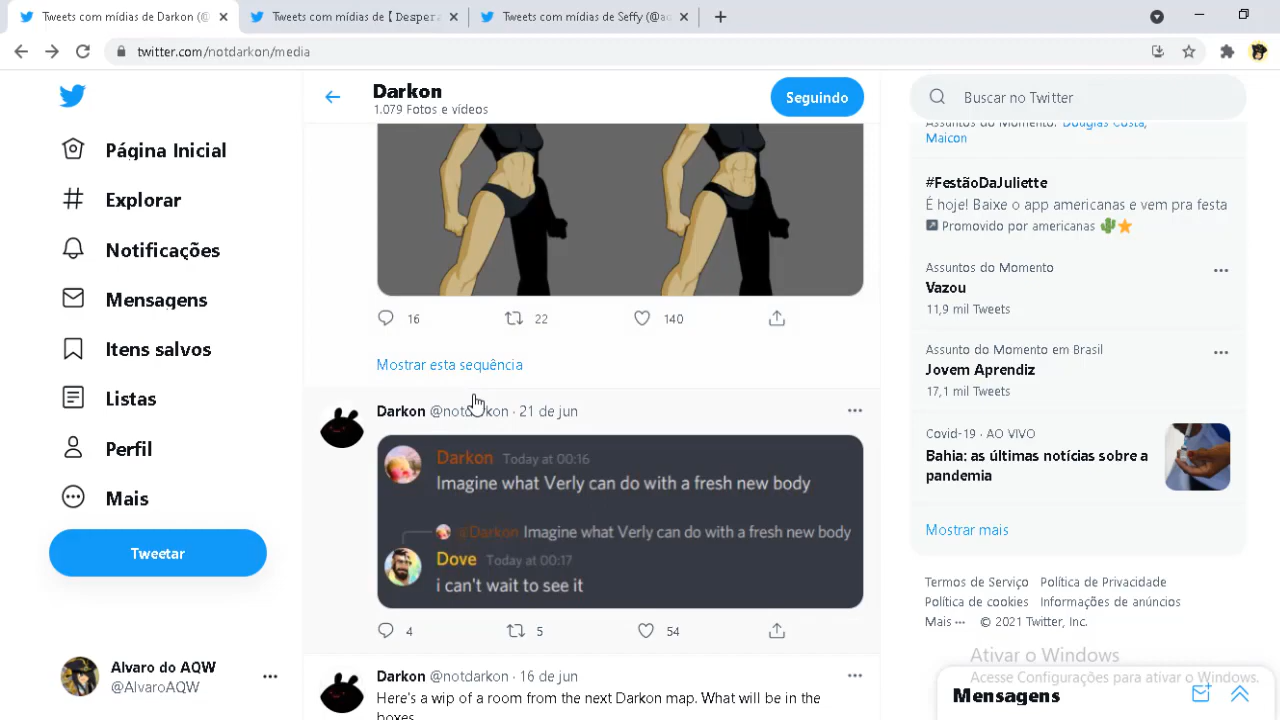 Tweets com mídias de Darkon (@
Tweets com mídias de【Desper
Tweets com mídias de Seffy (@ac
twitter.com/notdarkon/media
Página Inicial
Explorar
Notificações
Mensagens
Itens salvos
Listas
Perfil
Mais
Tweetar
Alvaro do AQW
@AlvaroAQW
Darkon
1.079 Fotos e vídeos
Seguindo
16 22 140
Mostrar esta sequência
Darkon @notdarkon · 21 de jun
Darkon Today at 00:16
Imagine what Verly can do with a fresh new body
@Darkon Imagine what Verly can do with a fresh new body
Dove Today at 00:17
i can't wait to see it
4 5 54
Darkon @notdarkon · 16 de jun
Here's a wip of a room from the next Darkon map. What will be in the
boxes
Buscar no Twitter
Assuntos do Momento: Douglas Costa,
Maicon
#FestãoDaJuliette
É hoje! Baixe o app americanas e vem pra festa
Promovido por americanas 🌵⭐
Assuntos do Momento
Vazou
11,9 mil Tweets
Assunto do Momento em Brasil
Jovem Aprendiz
17,1 mil Tweets
Covid-19 · AO VIVO
Bahia: as últimas notícias sobre a
pandemia
Mostrar mais
Termos de Serviço Política de Privacidade
Política de cookies Informações de anúncios
Mais ··· © 2021 Twitter, Inc.
Ativar o Windows
Acesse Configurações para ativar o Windows.
Mensagens